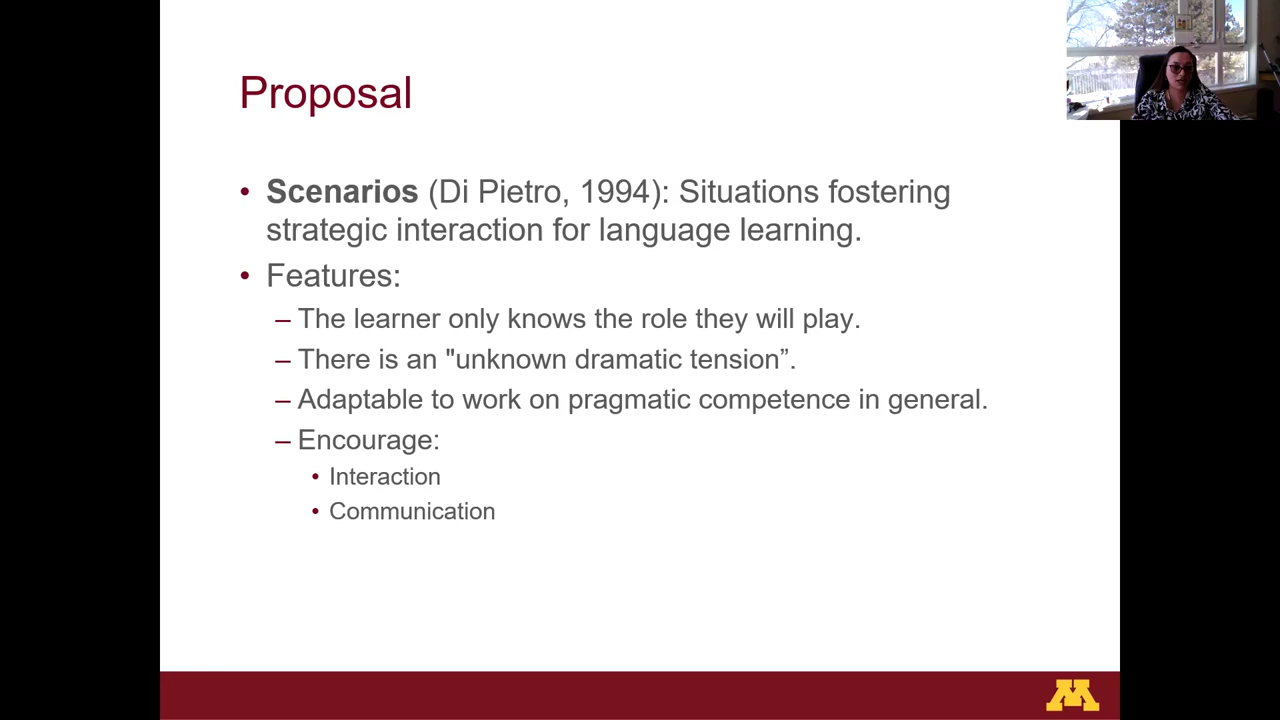 Proposal
• Scenarios (Di Pietro, 1994): Situations fostering
strategic interaction for language learning.
• Features:
– The learner only knows the role they will play.
– There is an "unknown dramatic tension”.
– Adaptable to work on pragmatic competence in general.
– Encourage:
• Interaction
• Communication
M